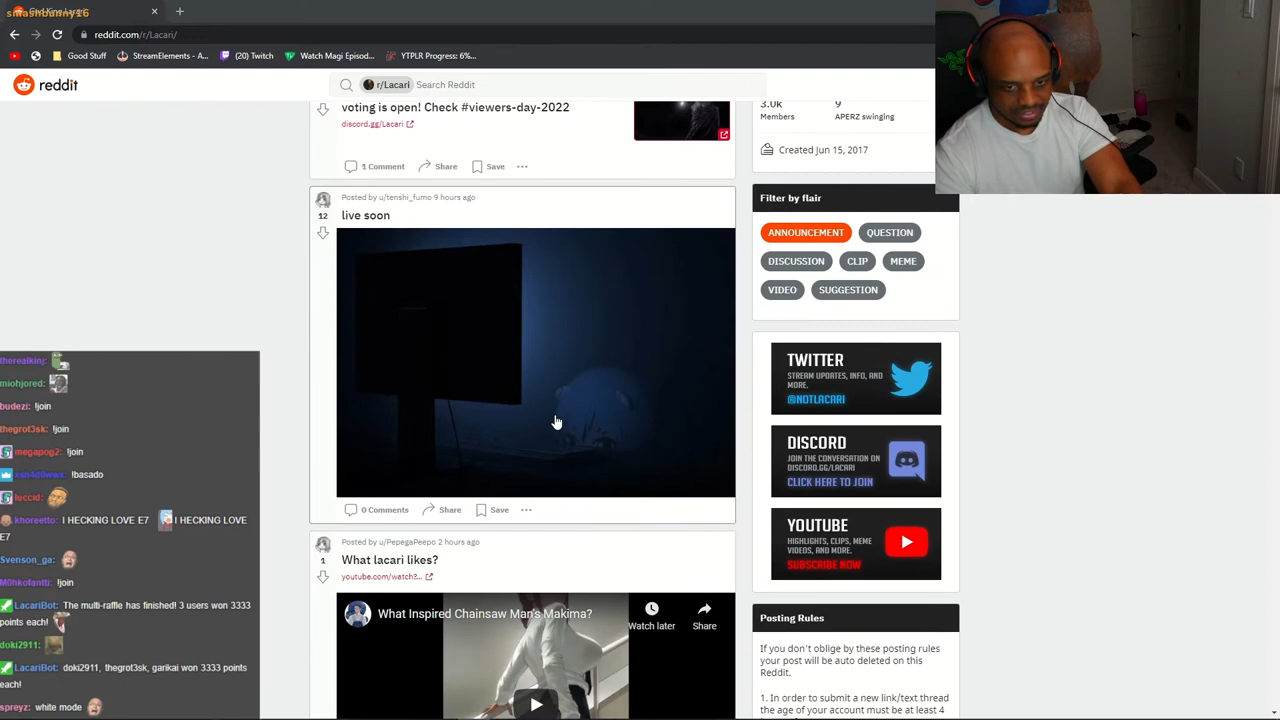 smashbunny16
reddit.com/r/Lacari/
Good Stuff
StreamElements - A...
(20) Twitch
Watch Magi Episod...
YTPLR Progress: 6%...
reddit
r/Lacari
Search Reddit
voting is open! Check #viewers-day-2022
discord.gg/Lacari
1 Comment
Share
Save
3.0k
Members
9
APERZ swinging
Created Jun 15, 2017
Posted by u/tenshi_fumo 9 hours ago
12
live soon
0 Comments
Share
Save
Posted by u/PepegaPeepo 2 hours ago
1
What lacari likes?
youtube.com/watch?...
What Inspired Chainsaw Man's Makima?
Watch later
Share
Filter by flair
ANNOUNCEMENT
QUESTION
DISCUSSION
CLIP
MEME
VIDEO
SUGGESTION
TWITTER
STREAM UPDATES, INFO, AND
MORE.
@NOTLACARI
DISCORD
JOIN THE CONVERSATION ON
DISCORD.GG/LACARI
CLICK HERE TO JOIN
YOUTUBE
HIGHLIGHTS, CLIPS, MEME
VIDEOS, AND MORE.
SUBSCRIBE NOW
Posting Rules
If you don't oblige by these posting rules
your post will be auto deleted on this
Reddit.
1. In order to submit a new link/text thread
the age of your account must be at least 4
therealkinj:
miohjored:
budezi: !join
thegrot3sk: !join
megapog2: !join
xsh4d0wwx: !basado
luccid:
khoreetto: I HECKING LOVE E7 I HECKING LOVE
E7
Svenson_ga:
M0hkofantti: !join
LacariBot: The multi-raffle has finished! 3 users won 3333
points each!
doki2911:
LacariBot: doki2911, thegrot3sk, garikai won 3333 points
each!
spreyz: white mode